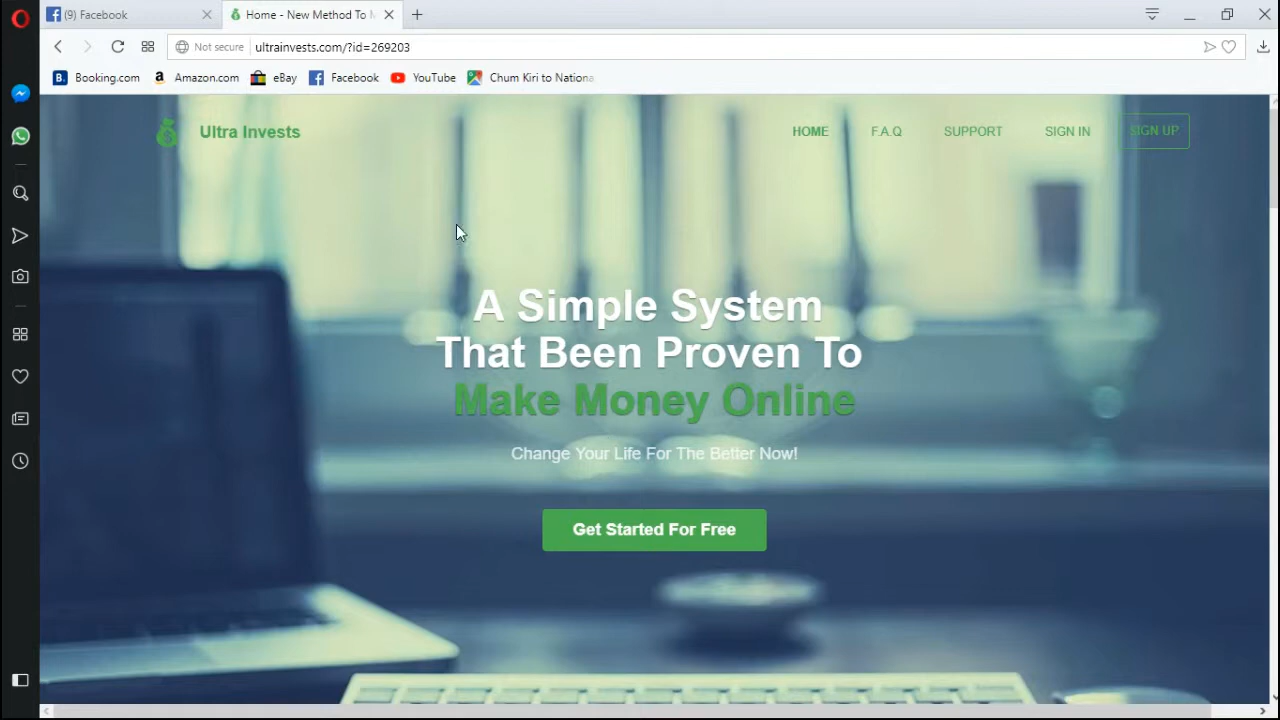 (9) Facebook
Home - New Method To M
Not secure
ultrainvests.com/?id=269203
B. Booking.com
a Amazon.com
eBay
Facebook
YouTube
Chum Kiri to Nationa
Ultra Invests
HOME
F.A.Q
SUPPORT
SIGN IN
SIGN UP
A Simple System
That Been Proven To
Make Money Online
Change Your Life For The Better Now!
Get Started For Free